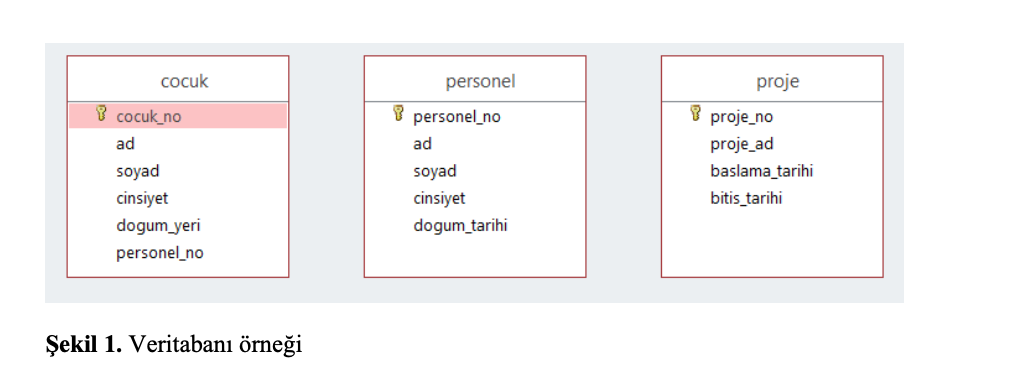 cocuk
cocuk_no
ad
soyad
cinsiyet
dogum_yeri
personel_no
personel
personel_no
ad
soyad
cinsiyet
dogum_tarihi
proje
proje_no
proje_ad
baslama_tarihi
bitis_tarihi
Şekil 1. Veritabanı örneği